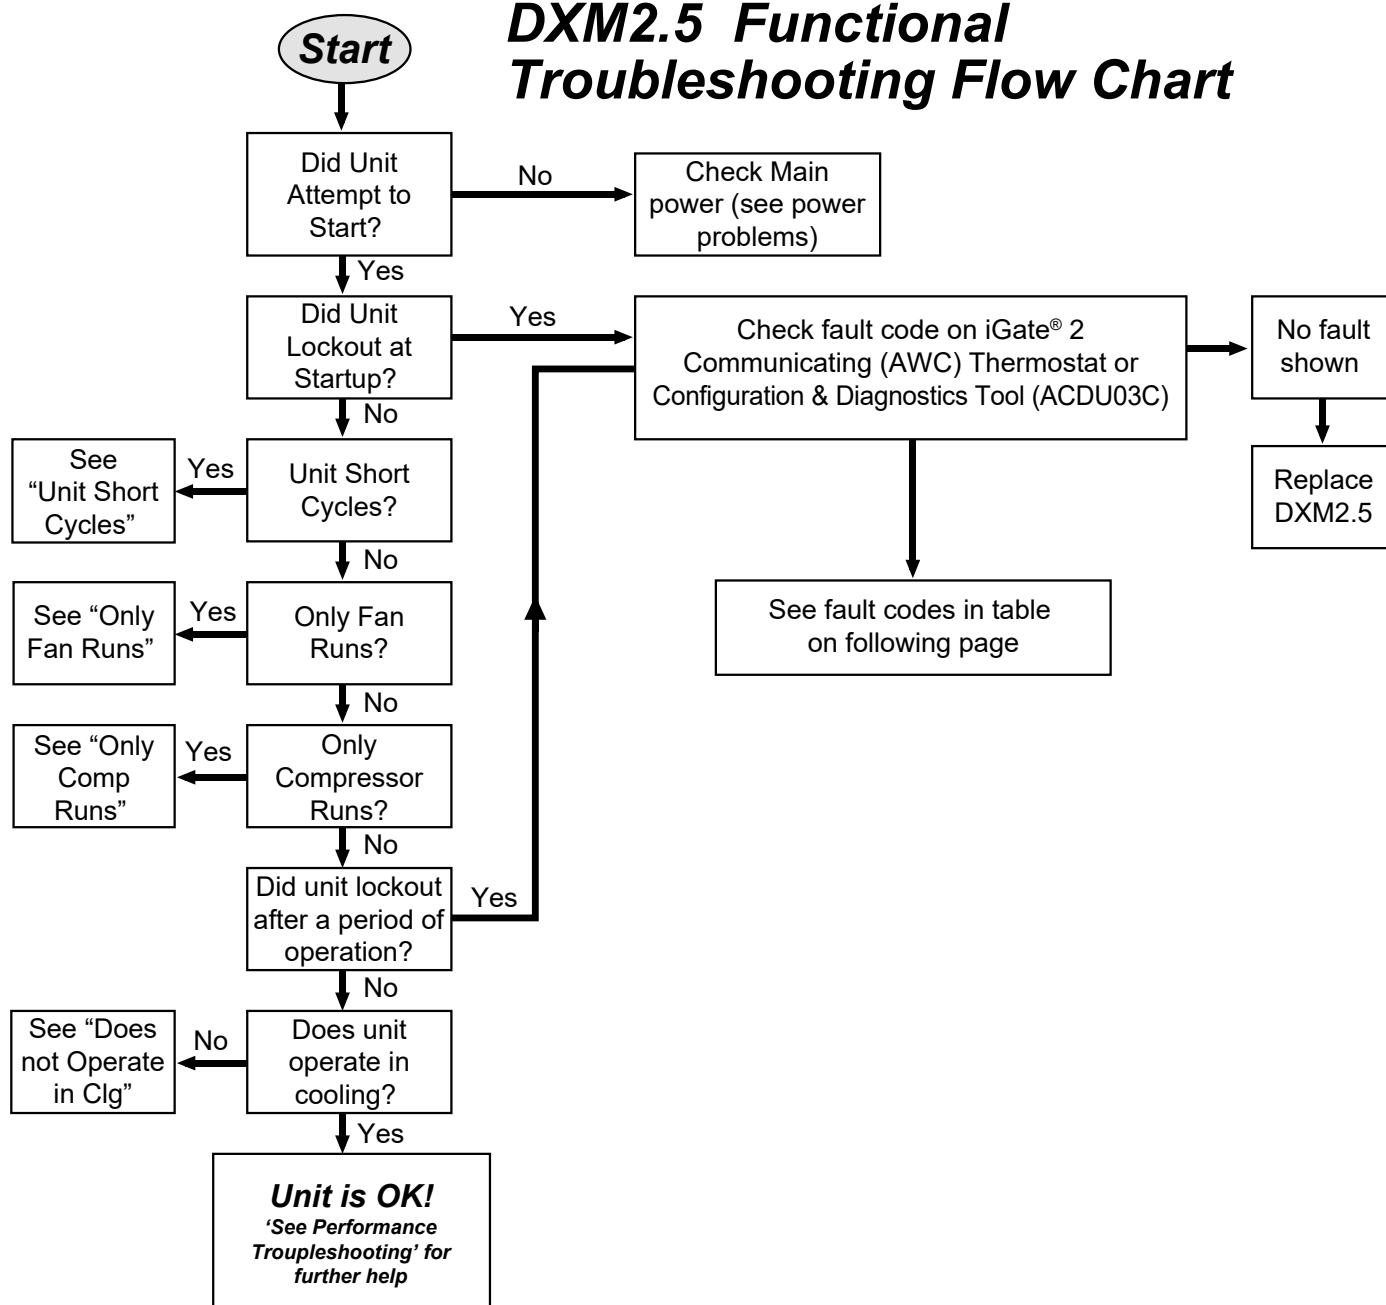 DXM2.5 Functional
Troubleshooting Flow Chart
Start
Did Unit
Attempt to
Start?
No
Check Main
power (see power
problems)
Yes
Did Unit
Lockout at
Startup?
Yes
Check fault code on iGate® 2
Communicating (AWC) Thermostat or
Configuration & Diagnostics Tool (ACDU03C)
No fault
shown
Replace
DXM2.5
See fault codes in table
on following page
No
Unit Short
Cycles?
Yes
See
“Unit Short
Cycles”
No
Only Fan
Runs?
Yes
See “Only
Fan Runs”
No
Only
Compressor
Runs?
Yes
See “Only
Comp
Runs”
No
Did unit lockout
after a period of
operation?
Yes
No
Does unit
operate in
cooling?
No
See “Does
not Operate
in Clg”
Yes
Unit is OK!
‘See Performance
Troupleshooting’ for
further help